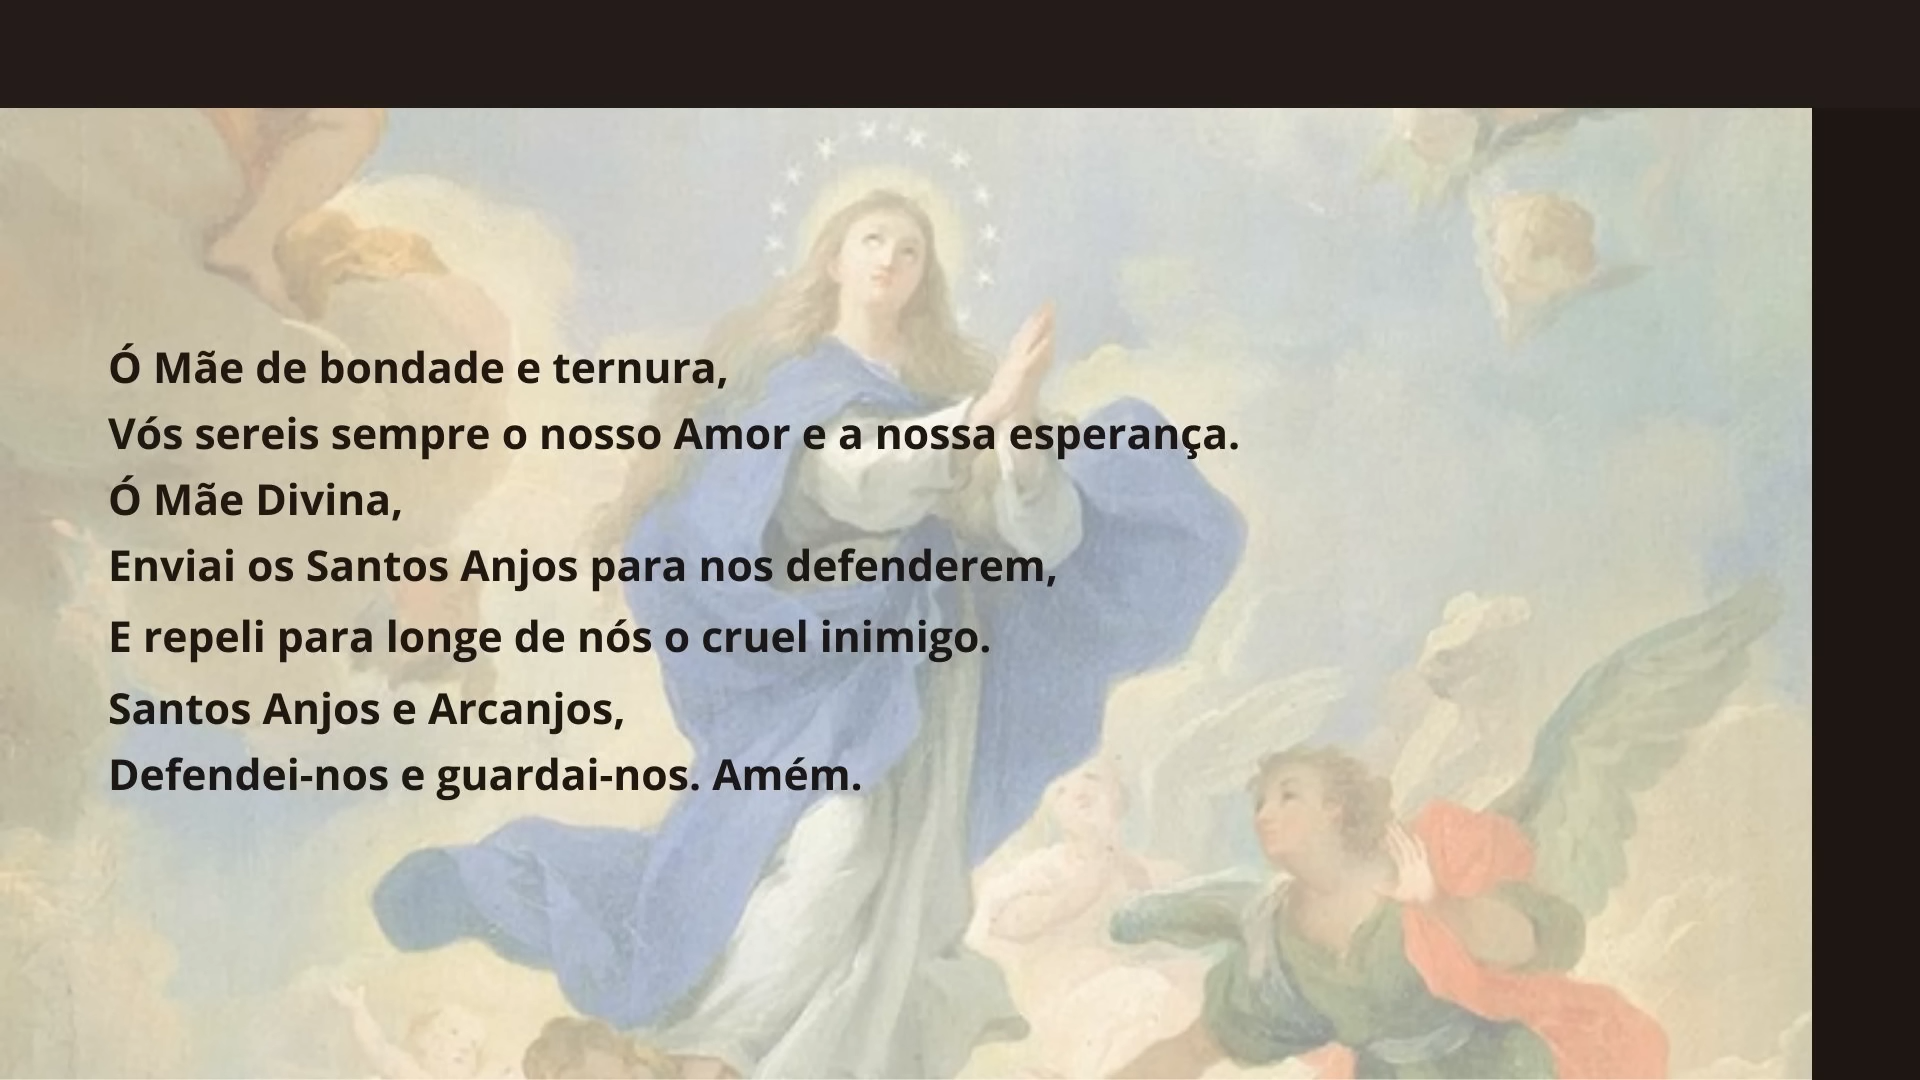 Ó Mãe de bondade e ternura,
Vós sereis sempre o nosso Amor e a nossa esperança.
Ó Mãe Divina,
Enviai os Santos Anjos para nos defenderem,
E repeli para longe de nós o cruel inimigo.
Santos Anjos e Arcanjos,
Defendei-nos e guardai-nos. Amém.